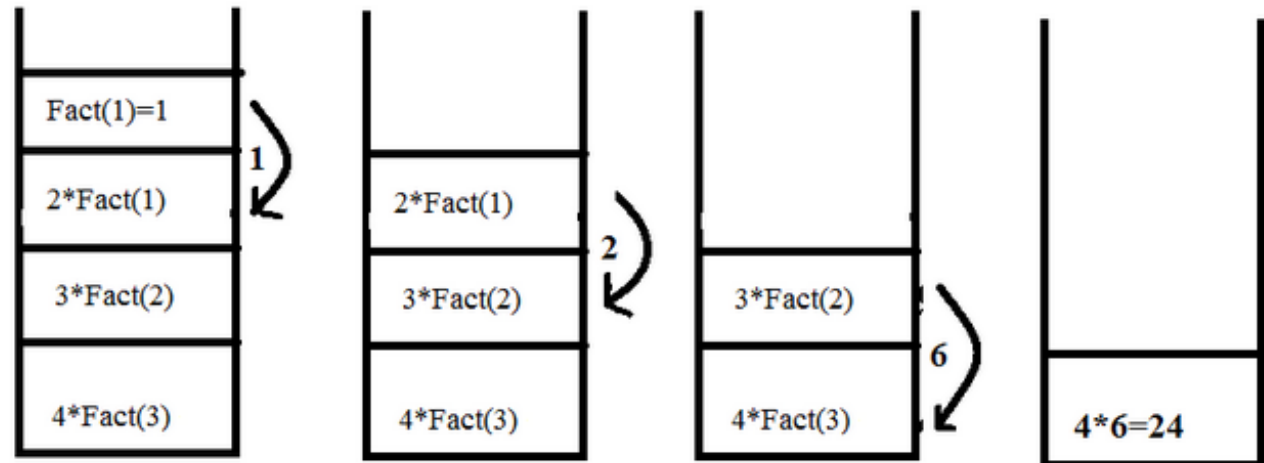 Fact(1)=1
1
2*Fact(1)
3*Fact(2)
4*Fact(3)
2*Fact(1)
2
3*Fact(2)
4*Fact(3)
3*Fact(2)
6
4*Fact(3)
4*6=24